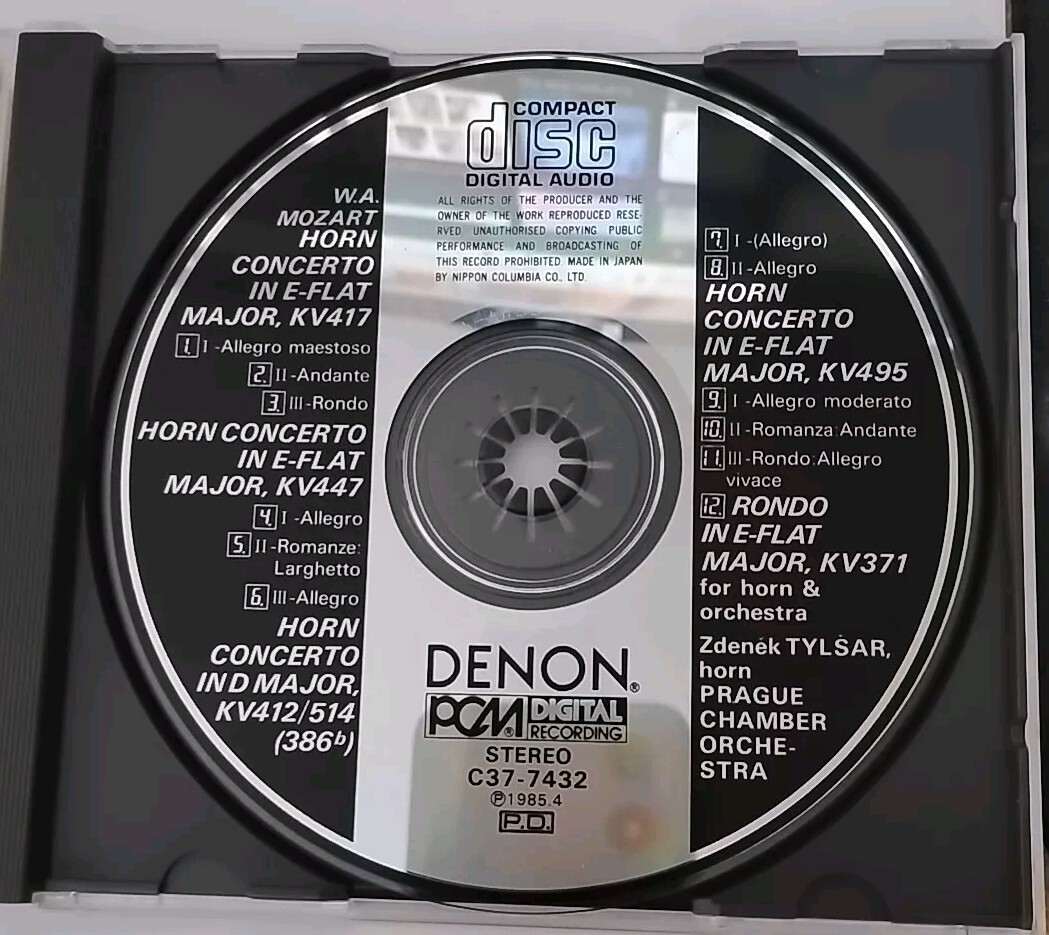 COMPACT
disc
DIGITAL AUDIO
ALL RIGHTS OF THE PRODUCER AND THE
OWNER OF THE WORK REPRODUCED RESE-
RVED UNAUTHORISED COPYING PUBLIC
PERFORMANCE AND BROADCASTING OF
THIS RECORD PROHIBITED. MADE IN JAPAN
BY NIPPON COLUMBIA CO., LTD.
W.A.
MOZART
HORN
CONCERTO
IN E-FLAT
MAJOR, KV417
1. I -Allegro maestoso
2. II-Andante
3. III-Rondo
HORN CONCERTO
IN E-FLAT
MAJOR, KV447
4. I -Allegro
5. II-Romanze:
Larghetto
6. III-Allegro
HORN
CONCERTO
IN D MAJOR,
KV412/514
(386ᵇ)
7. I -(Allegro)
8. II-Allegro
HORN
CONCERTO
IN E-FLAT
MAJOR, KV495
9. I -Allegro moderato
10. II-Romanza:Andante
11. III-Rondo:Allegro
vivace
12. RONDO
IN E-FLAT
MAJOR, KV371
for horn &
orchestra
Zdeněk TYLŠAR,
horn
PRAGUE
CHAMBER
ORCHE-
STRA
DENON®
PCM® DIGITAL
RECORDING
STEREO
C37-7432
Ⓟ1985.4
P.D.